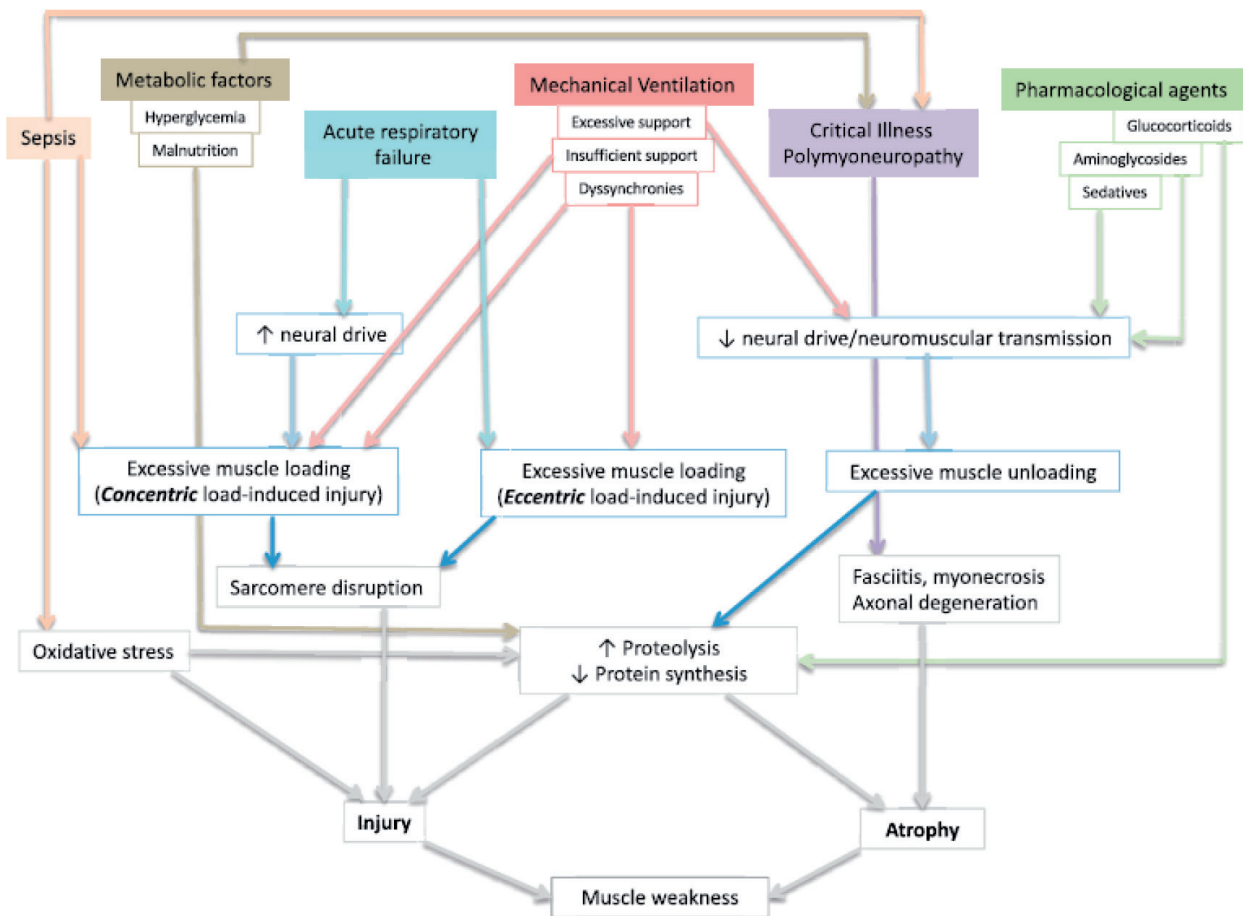 Metabolic factors
Hyperglycemia
Malnutrition
Sepsis
Acute respiratory
failure
Mechanical Ventilation
Excessive support
Insufficient support
Dyssynchronies
Critical Illness
Polymyoneuropathy
Pharmacological agents
Glucocorticoids
Aminoglycosides
Sedatives
↑ neural drive
↓ neural drive/neuromuscular transmission
Excessive muscle loading
(Concentric load-induced injury)
Excessive muscle loading
(Eccentric load-induced injury)
Excessive muscle unloading
Sarcomere disruption
Fasciitis, myonecrosis
Axonal degeneration
Oxidative stress
↑ Proteolysis
↓ Protein synthesis
Injury
Atrophy
Muscle weakness